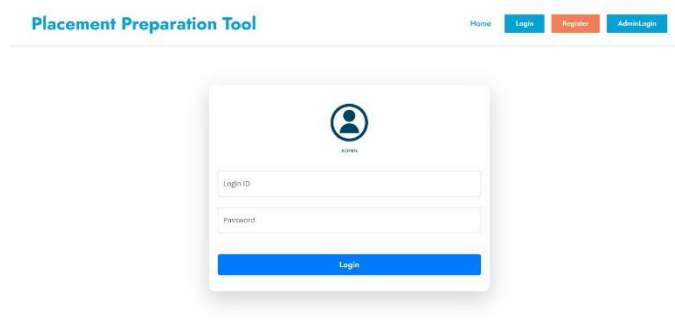 Placement Preparation Tool
Home Login Register AdminLogin
ADMIN
Login ID
Password
Login